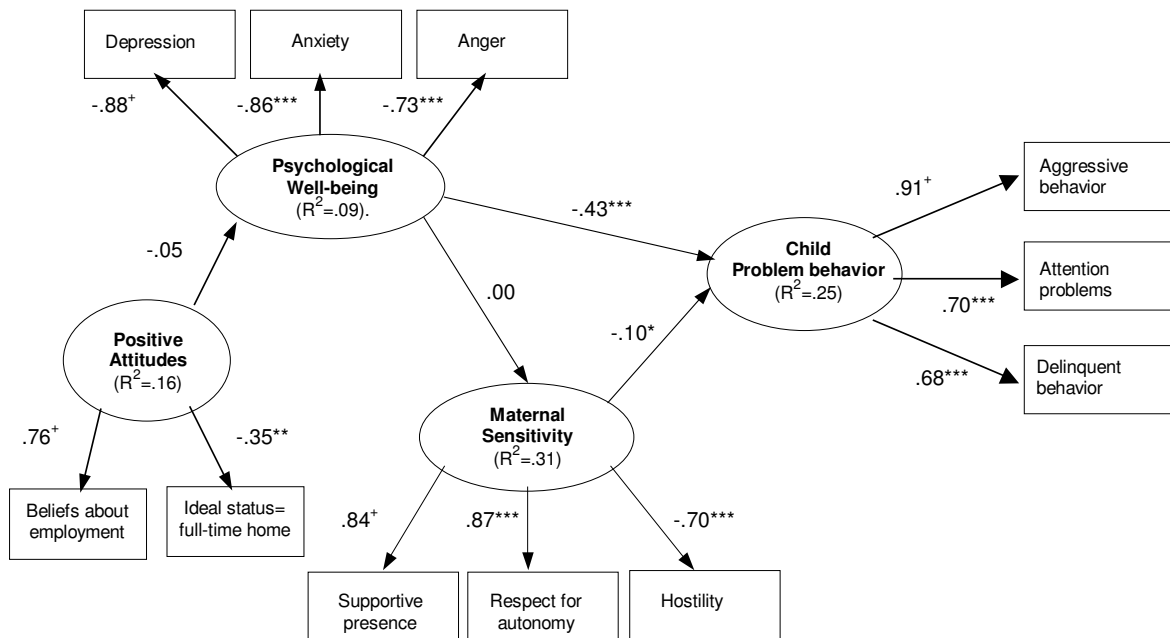 Depression
Anxiety
Anger
-.88+
-.86***
-.73***
Psychological
Well-being
(R2=.09).
Aggressive
behavior
.91+
-.43***
Child
Problem behavior
(R2=.25)
Attention
problems
.70***
-.05
.00
-.10*
Positive
Attitudes
(R2=.16)
.68***
Delinquent
behavior
Maternal
Sensitivity
(R2=.31)
.76+
-.35**
Beliefs about
employment
Ideal status=
full-time home
.84+
.87***
-.70***
Supportive
presence
Respect for
autonomy
Hostility